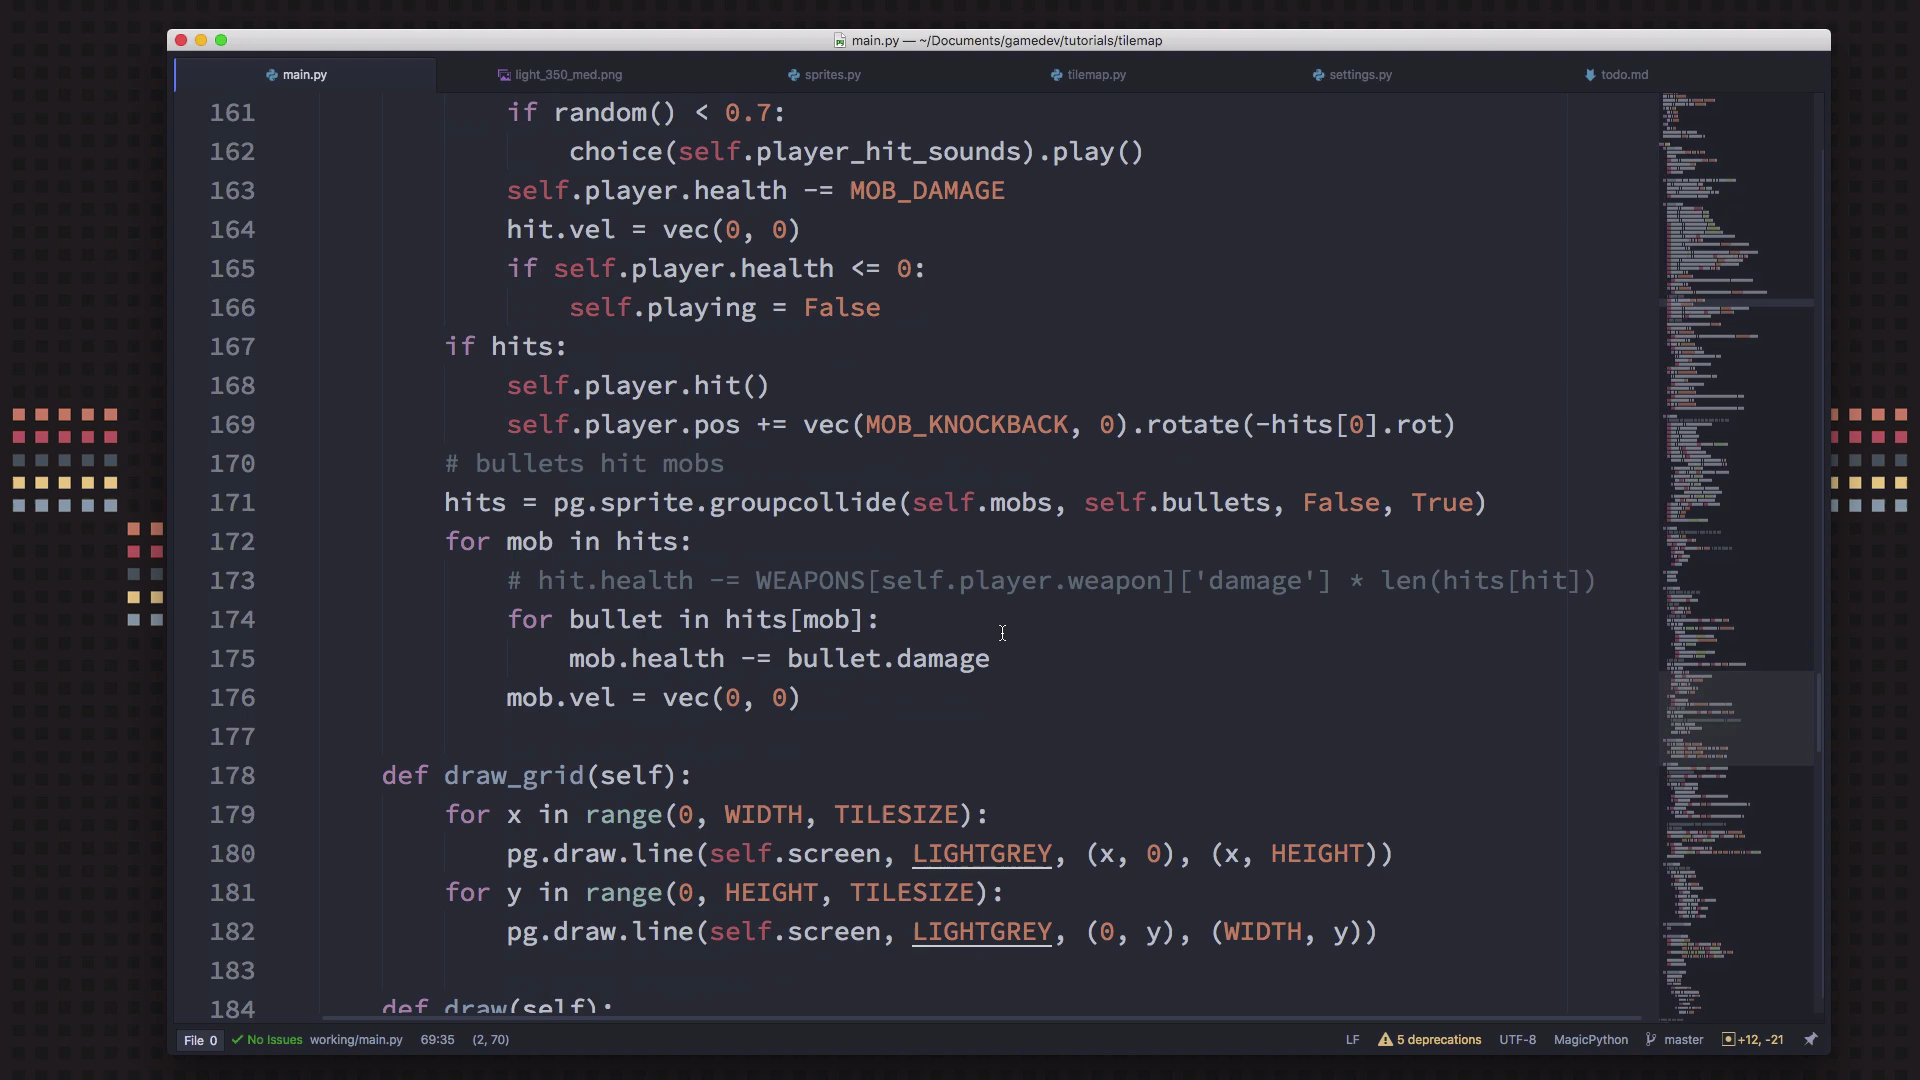 main.py — ~/Documents/gamedev/tutorials/tilemap
main.py light_350_med.png sprites.py tilemap.py settings.py todo.md
161 if random() < 0.7:
162 choice(self.player_hit_sounds).play()
163 self.player.health -= MOB_DAMAGE
164 hit.vel = vec(0, 0)
165 if self.player.health <= 0:
166 self.playing = False
167 if hits:
168 self.player.hit()
169 self.player.pos += vec(MOB_KNOCKBACK, 0).rotate(-hits[0].rot)
170 # bullets hit mobs
171 hits = pg.sprite.groupcollide(self.mobs, self.bullets, False, True)
172 for mob in hits:
173 # hit.health -= WEAPONS[self.player.weapon]['damage'] * len(hits[hit])
174 for bullet in hits[mob]:
175 mob.health -= bullet.damage
176 mob.vel = vec(0, 0)
177
178 def draw_grid(self):
179 for x in range(0, WIDTH, TILESIZE):
180 pg.draw.line(self.screen, LIGHTGREY, (x, 0), (x, HEIGHT))
181 for y in range(0, HEIGHT, TILESIZE):
182 pg.draw.line(self.screen, LIGHTGREY, (0, y), (WIDTH, y))
183
184 def draw(self):
File 0 No Issues working/main.py 69:35 (2, 70) LF 5 deprecations UTF-8 MagicPython master +12, -21